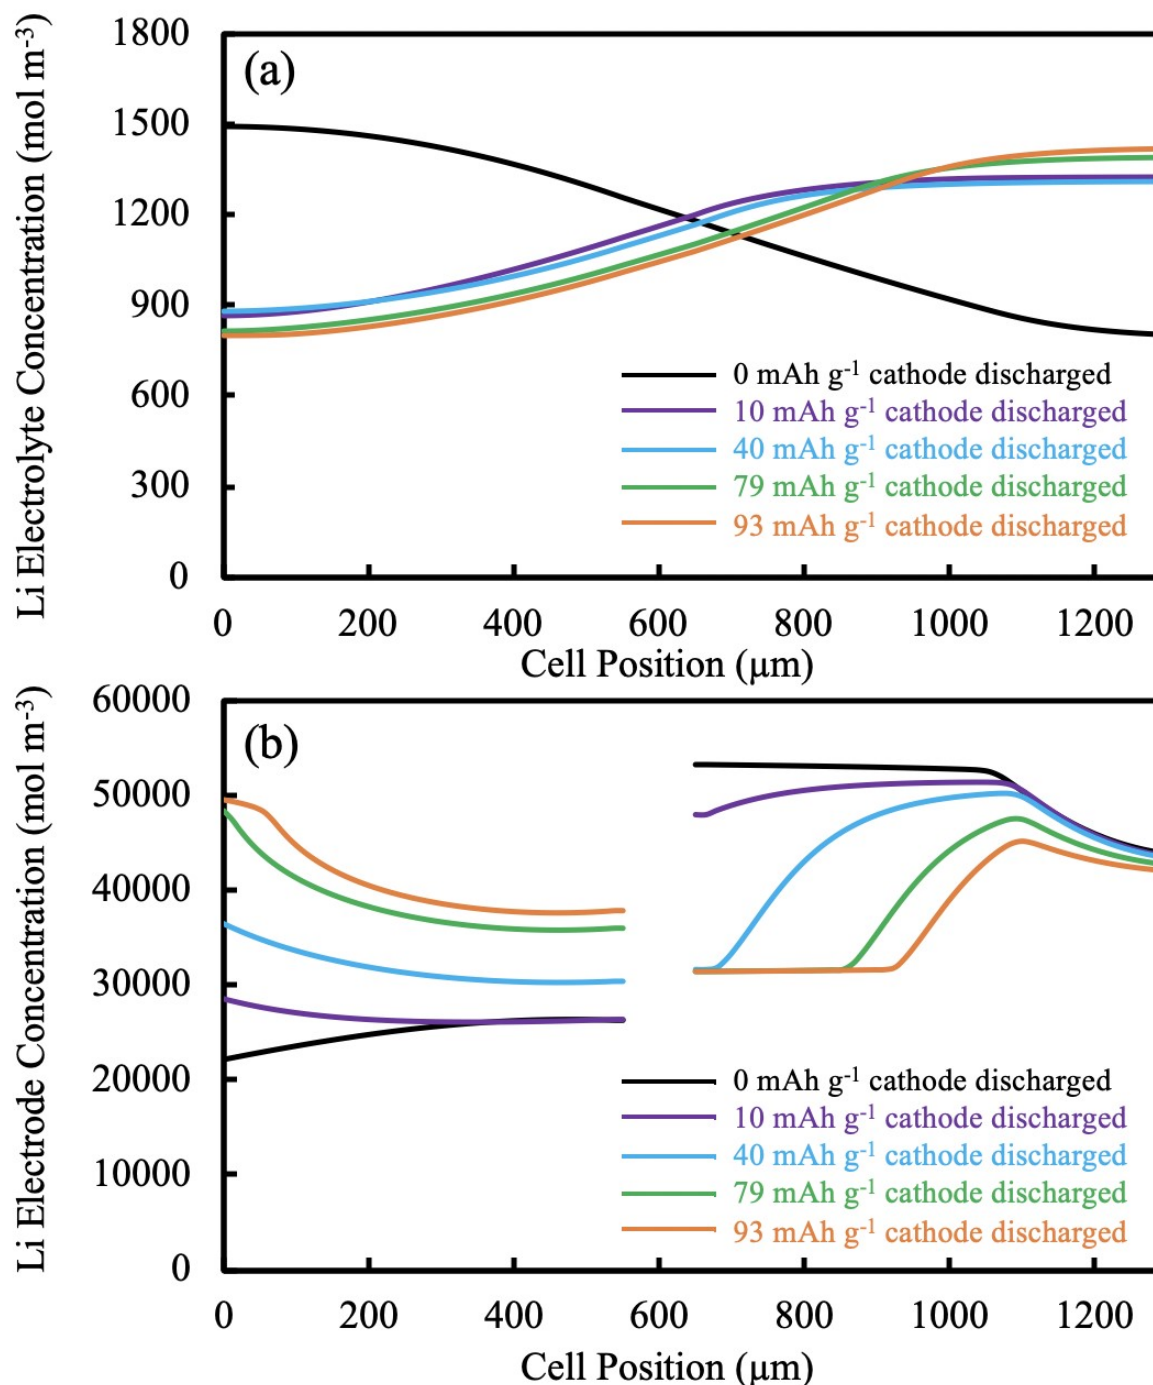 Li Electrolyte Concentration (mol m⁻³)
1800
1500
1200
900
600
300
0
(a)
0 mAh g⁻¹ cathode discharged
10 mAh g⁻¹ cathode discharged
40 mAh g⁻¹ cathode discharged
79 mAh g⁻¹ cathode discharged
93 mAh g⁻¹ cathode discharged
0 200 400 600 800 1000 1200
Cell Position (μm)
Li Electrode Concentration (mol m⁻³)
60000
50000
40000
30000
20000
10000
0
(b)
0 mAh g⁻¹ cathode discharged
10 mAh g⁻¹ cathode discharged
40 mAh g⁻¹ cathode discharged
79 mAh g⁻¹ cathode discharged
93 mAh g⁻¹ cathode discharged
0 200 400 600 800 1000 1200
Cell Position (μm)